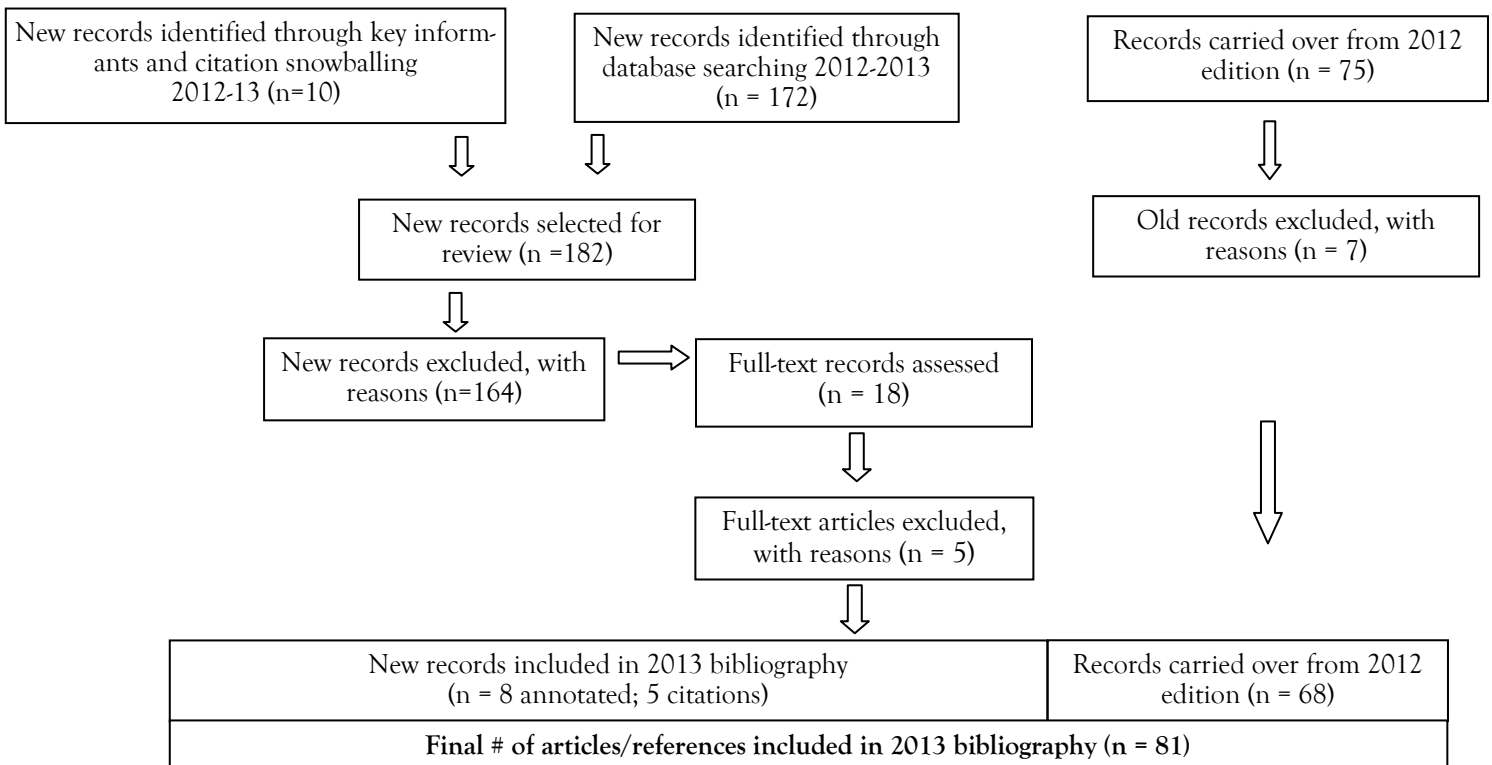 New records identified through key inform-
ants and citation snowballing
2012-13 (n=10)
New records identified through
database searching 2012-2013
(n = 172)
Records carried over from 2012
edition (n = 75)
New records selected for
review (n =182)
Old records excluded, with
reasons (n = 7)
New records excluded, with
reasons (n=164)
Full-text records assessed
(n = 18)
Full-text articles excluded,
with reasons (n = 5)
New records included in 2013 bibliography
(n = 8 annotated; 5 citations)
Records carried over from 2012
edition (n = 68)
Final # of articles/references included in 2013 bibliography (n = 81)